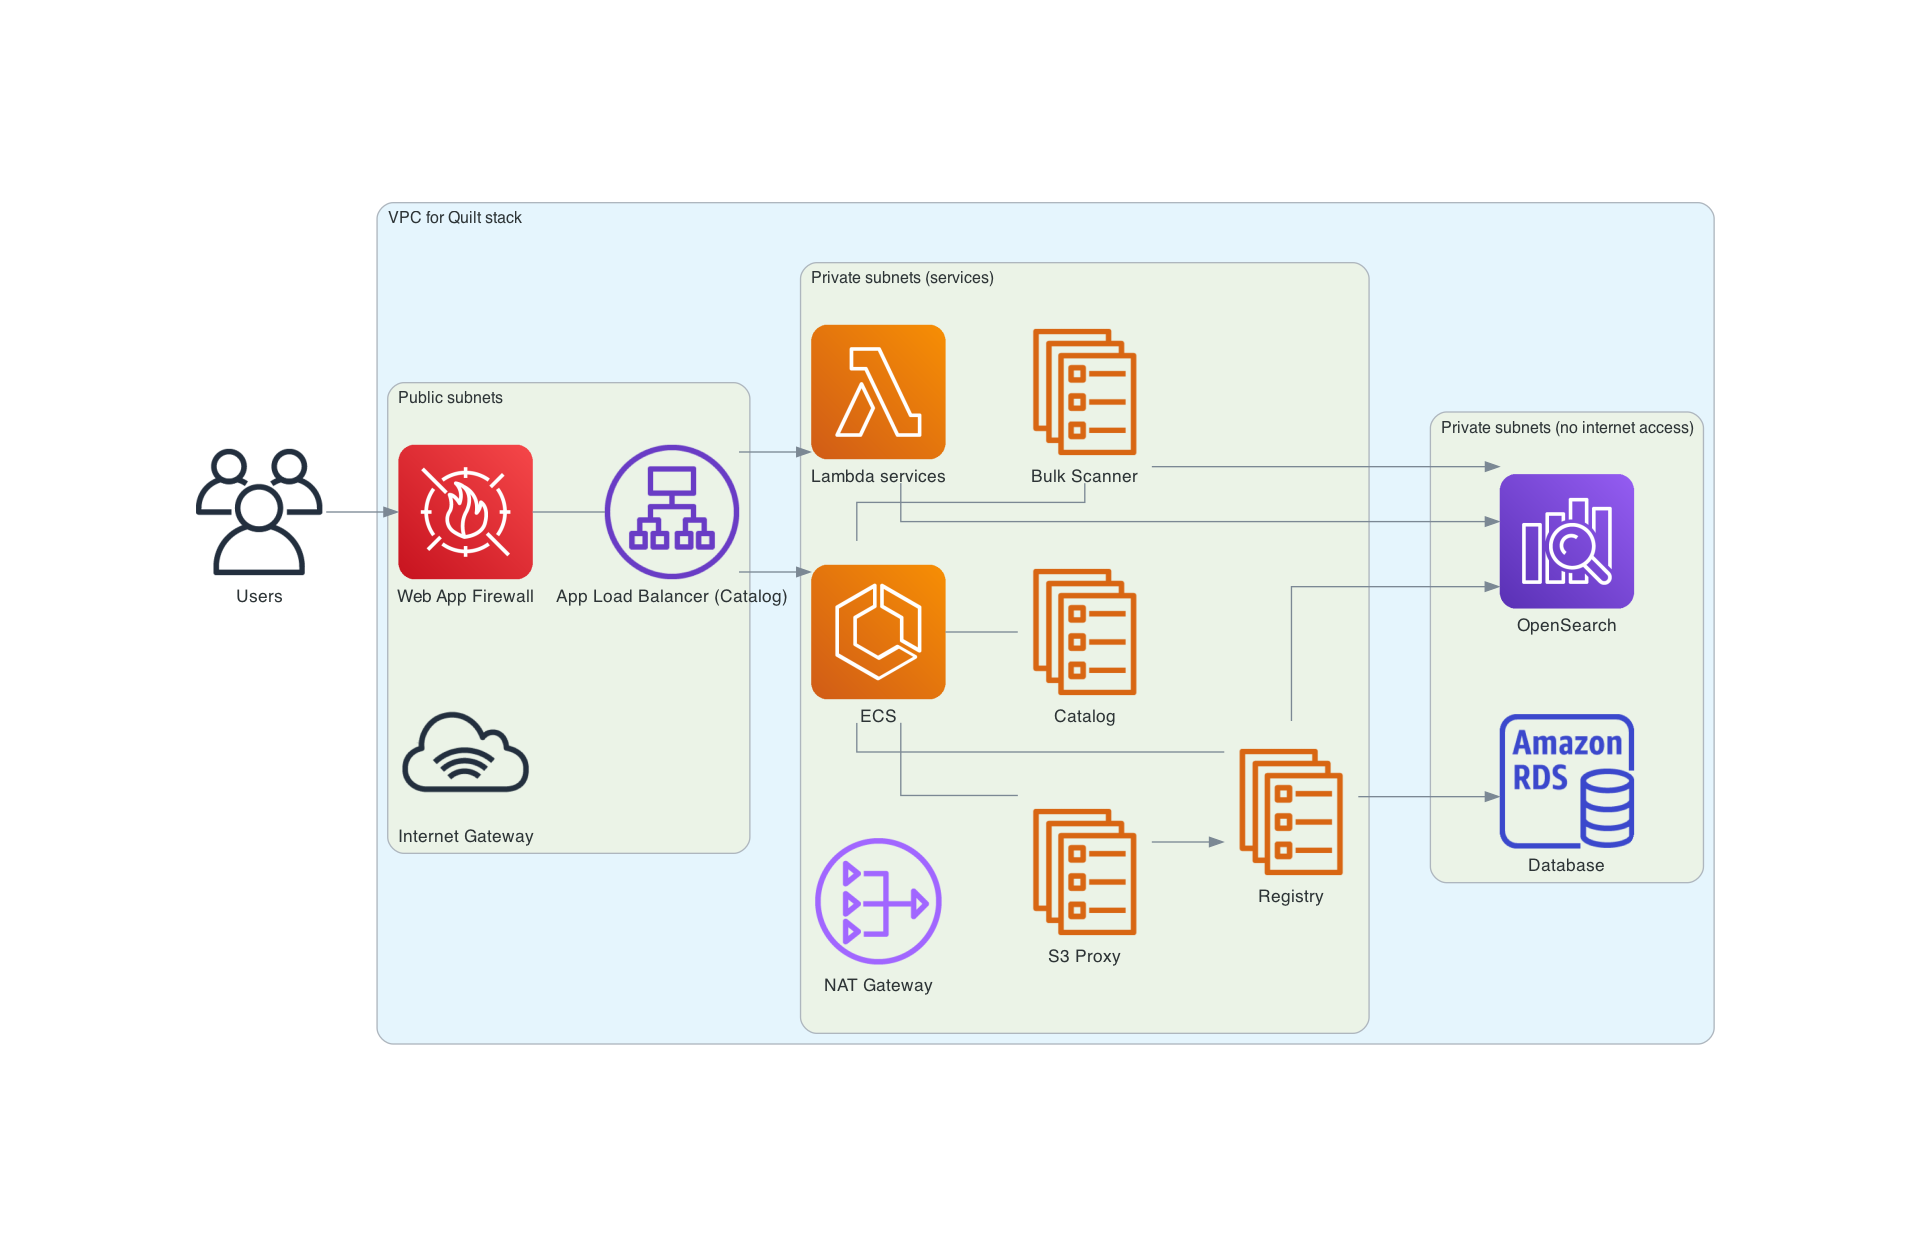 VPC for Quilt stack
Private subnets (services)
Public subnets
Private subnets (no internet access)
Lambda services
Bulk Scanner
Users
Web App Firewall
App Load Balancer (Catalog)
OpenSearch
ECS
Catalog
Amazon
RDS
Internet Gateway
Database
Registry
S3 Proxy
NAT Gateway